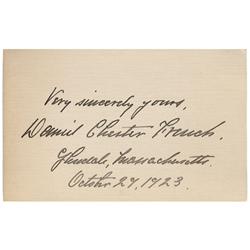 Very sincerely yours,
Daniel Chester French.
Glendale, Massachusetts.
October 27, 1923.